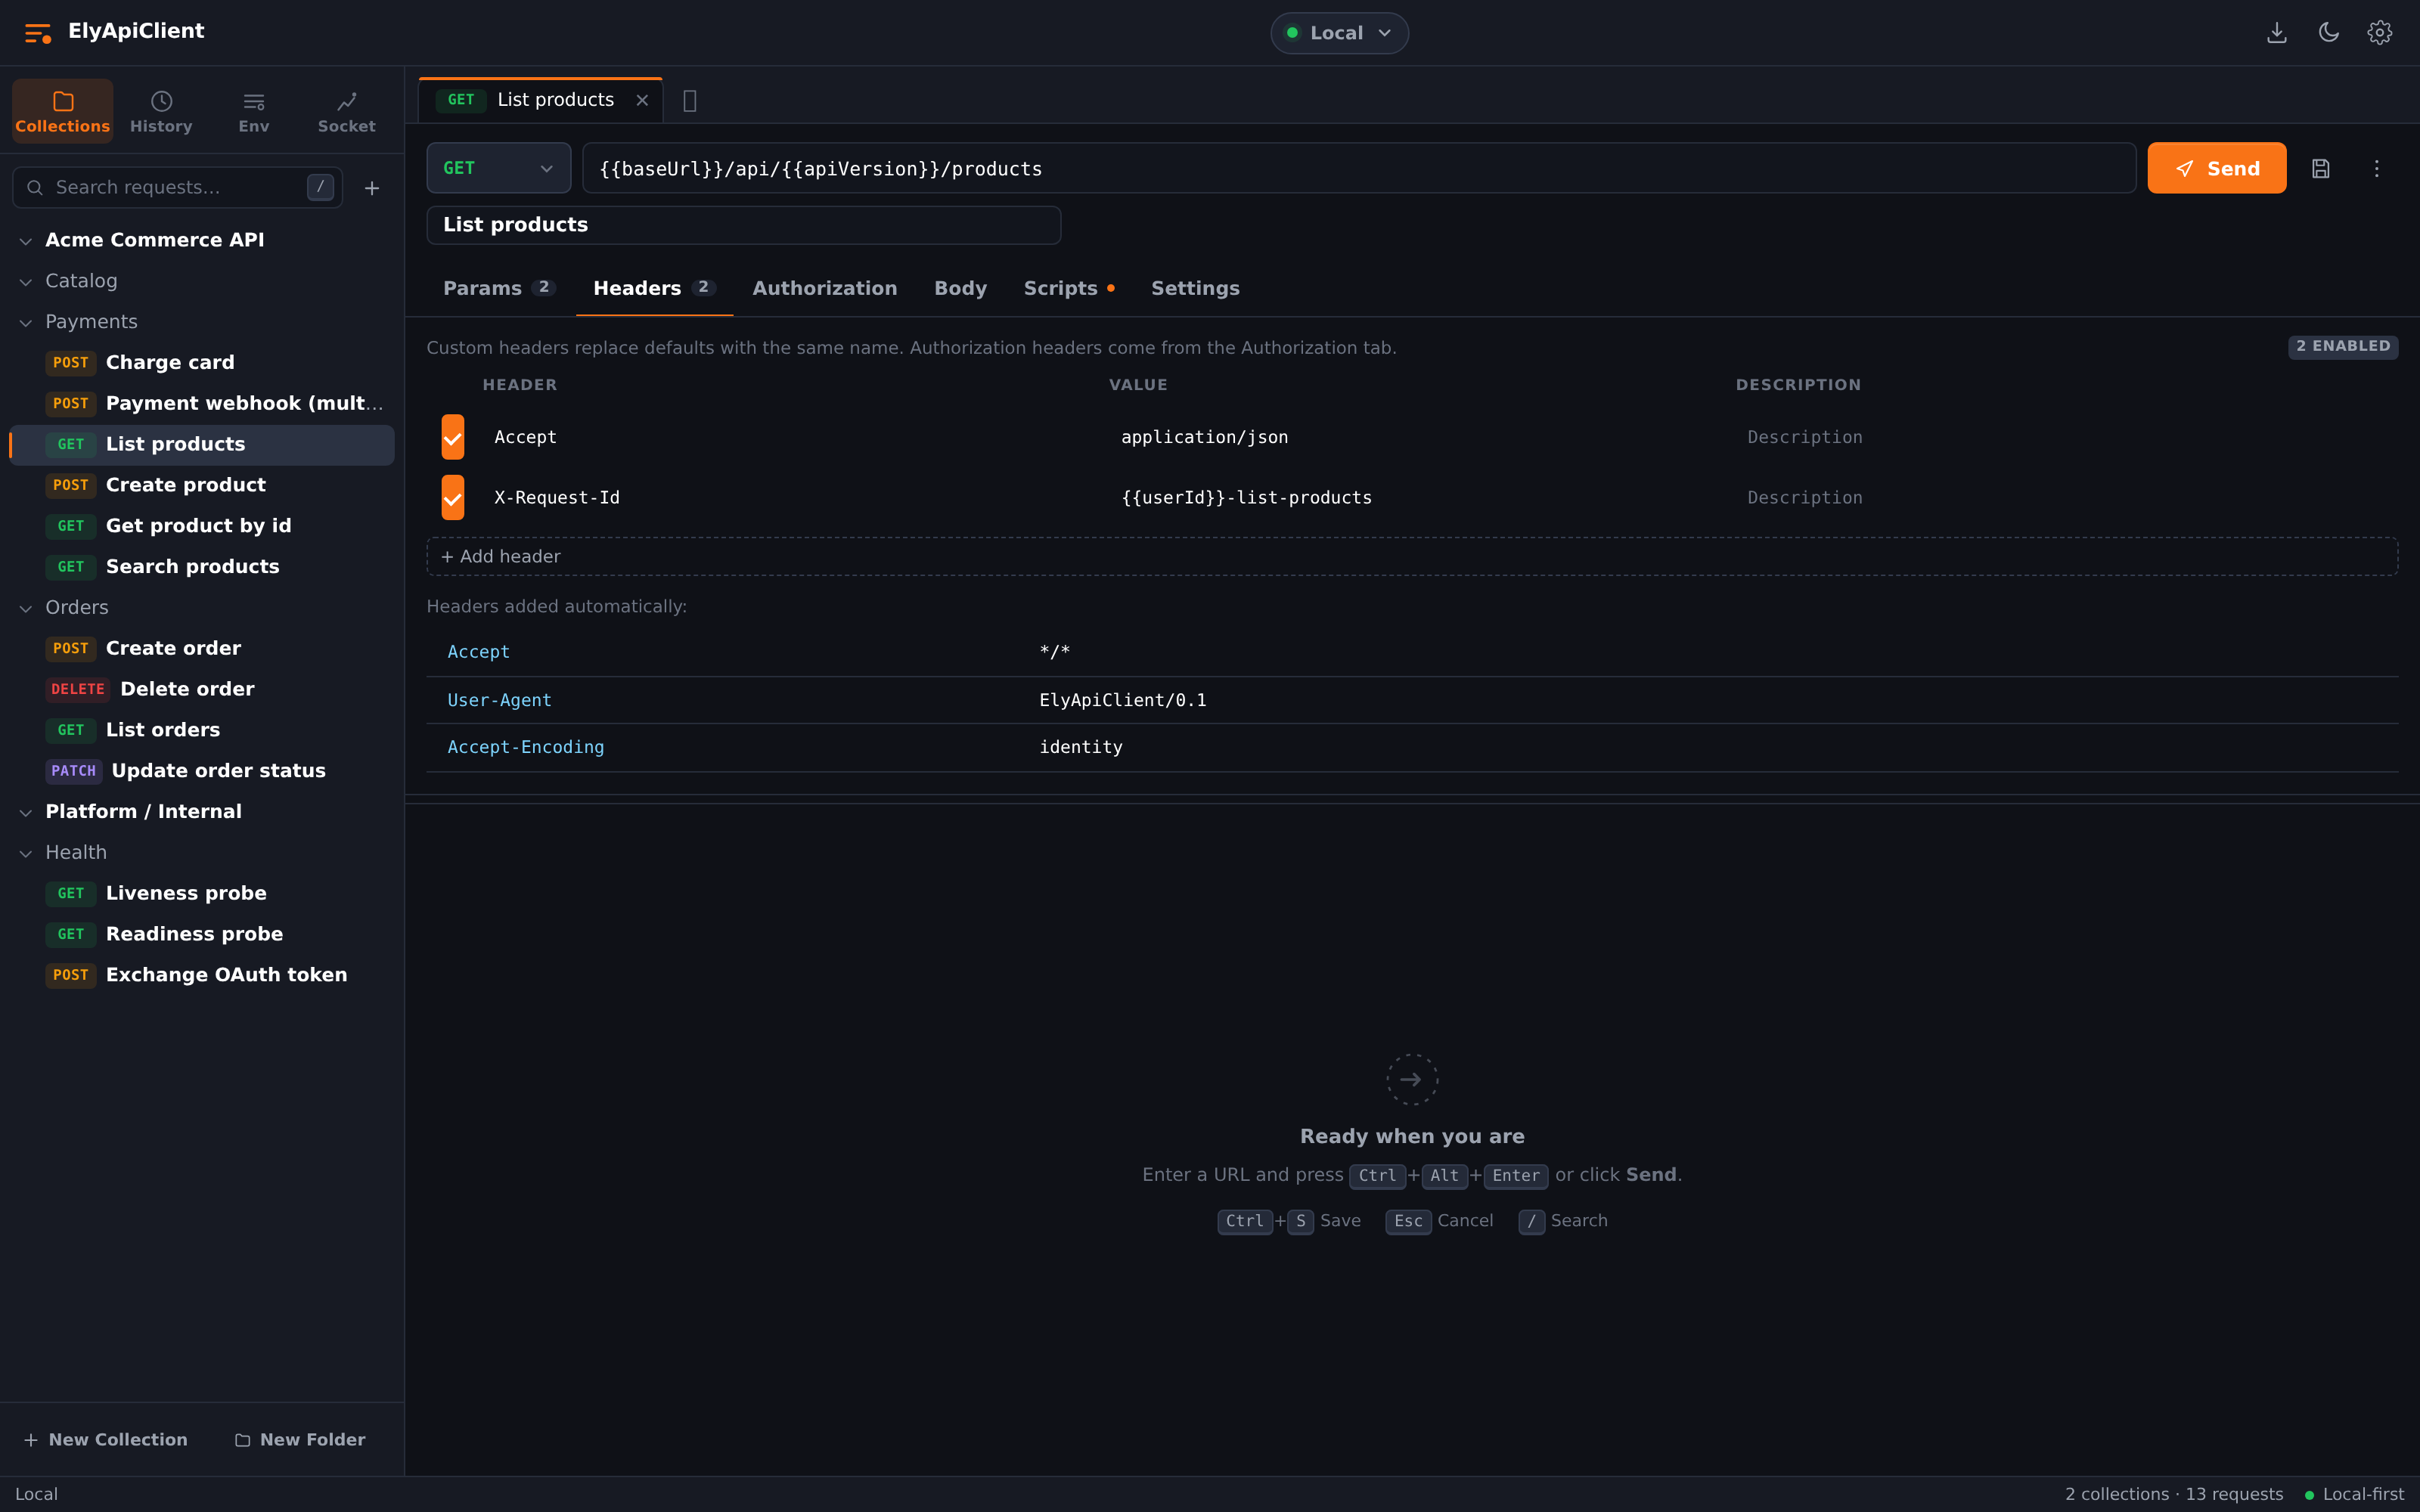 ElyApiClient
Local
Collections
History
Env
Socket
GET List products
Search requests... /
GET
{{baseUrl}}/api/{{apiVersion}}/products
Send
List products
Params 2
Headers 2
Authorization
Body
Scripts
Settings
Custom headers replace defaults with the same name. Authorization headers come from the Authorization tab.
2 ENABLED
HEADER VALUE DESCRIPTION
Accept application/json Description
X-Request-Id {{userId}}-list-products Description
+ Add header
Headers added automatically:
Accept */*
User-Agent ElyApiClient/0.1
Accept-Encoding identity
Acme Commerce API
Catalog
Payments
POST Charge card
POST Payment webhook (mult...
GET List products
POST Create product
GET Get product by id
GET Search products
Orders
POST Create order
DELETE Delete order
GET List orders
PATCH Update order status
Platform / Internal
Health
GET Liveness probe
GET Readiness probe
POST Exchange OAuth token
Ready when you are
Enter a URL and press Ctrl+Alt+Enter or click Send.
Ctrl+S Save Esc Cancel / Search
+ New Collection
New Folder
Local
2 collections · 13 requests
Local-first